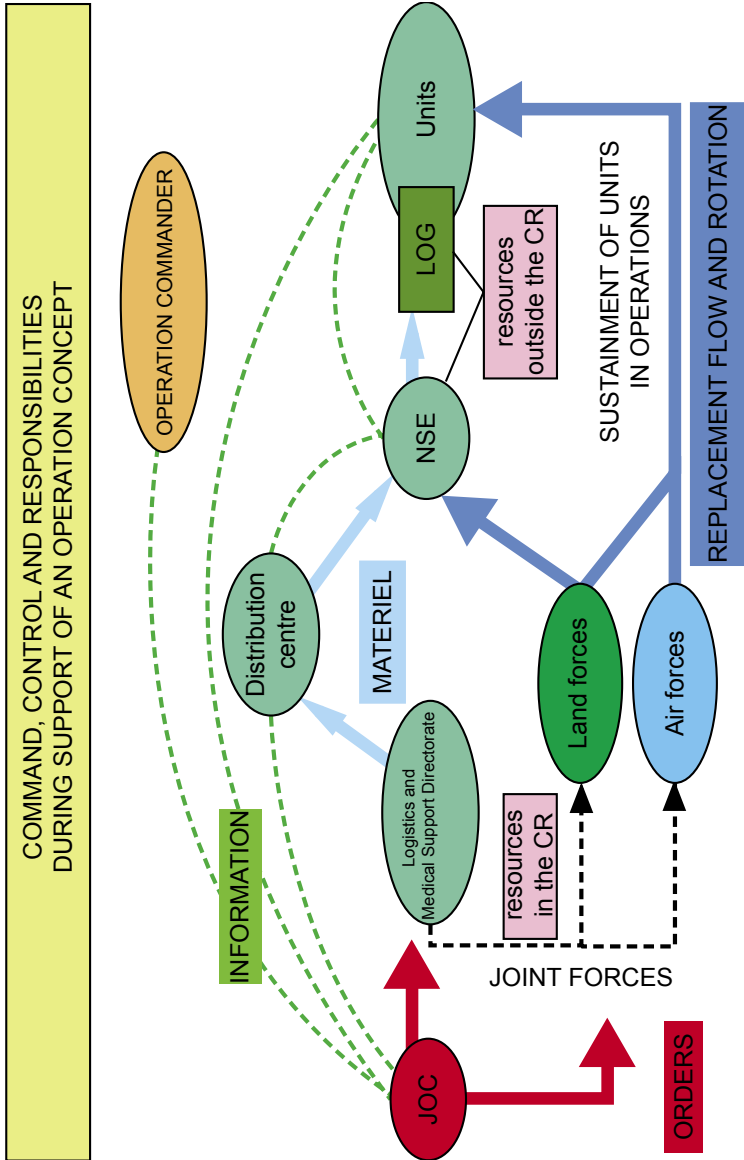 COMMAND, CONTROL AND RESPONSIBILITIES
DURING SUPPORT OF AN OPERATION CONCEPT
OPERATION COMMANDER
INFORMATION
Distribution
centre
MATERIEL
Logistics and
Medical Support Directorate
JOC
NSE
LOG
Units
resources
in the CR
resources
outside the CR
JOINT FORCES
Land forces
Air forces
SUSTAINMENT OF UNITS
IN OPERATIONS
ORDERS
REPLACEMENT FLOW AND ROTATION